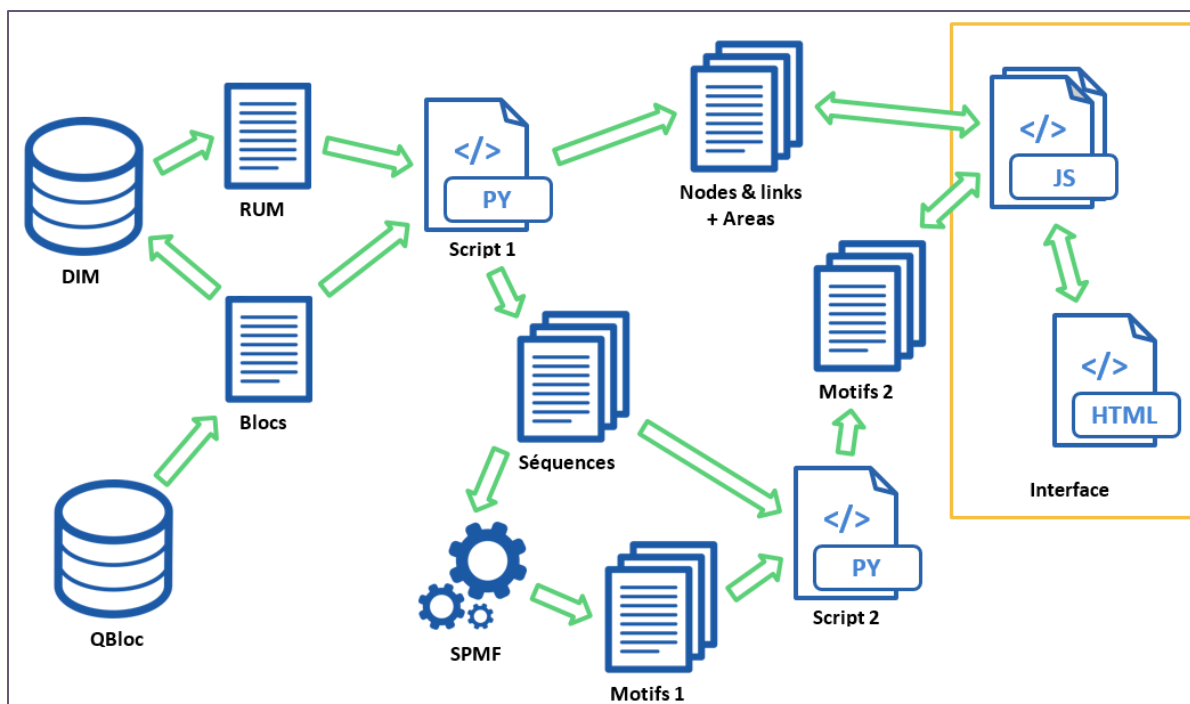 </>
JS
Nodes & links
+ Areas
</>
PY
Script 1
RUM
DIM
Blocs
Séquences
Motifs 2
</>
HTML
Interface
QBloc
SPMF
Motifs 1
</>
PY
Script 2